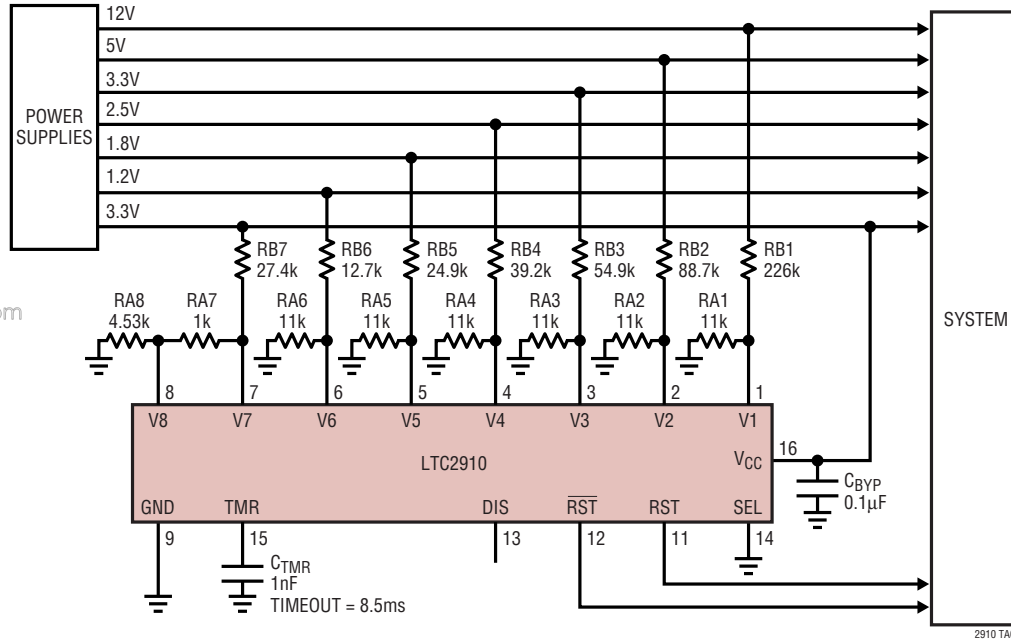 12V
5V
3.3V
2.5V
1.8V
1.2V
3.3V
POWER
SUPPLIES
SYSTEM
RB7
27.4k
RB6
12.7k
RB5
24.9k
RB4
39.2k
RB3
54.9k
RB2
88.7k
RB1
226k
RA8
4.53k
RA7
1k
RA6
11k
RA5
11k
RA4
11k
RA3
11k
RA2
11k
RA1
11k
8 7 6 5 4 3 2 1
V8 V7 V6 V5 V4 V3 V2 V1
LTC2910
VCC
16
CBYP
0.1µF
GND TMR DIS R̅S̅T̅ RST SEL
9 15 13 12 11 14
CTMR
1nF
TIMEOUT = 8.5ms
om